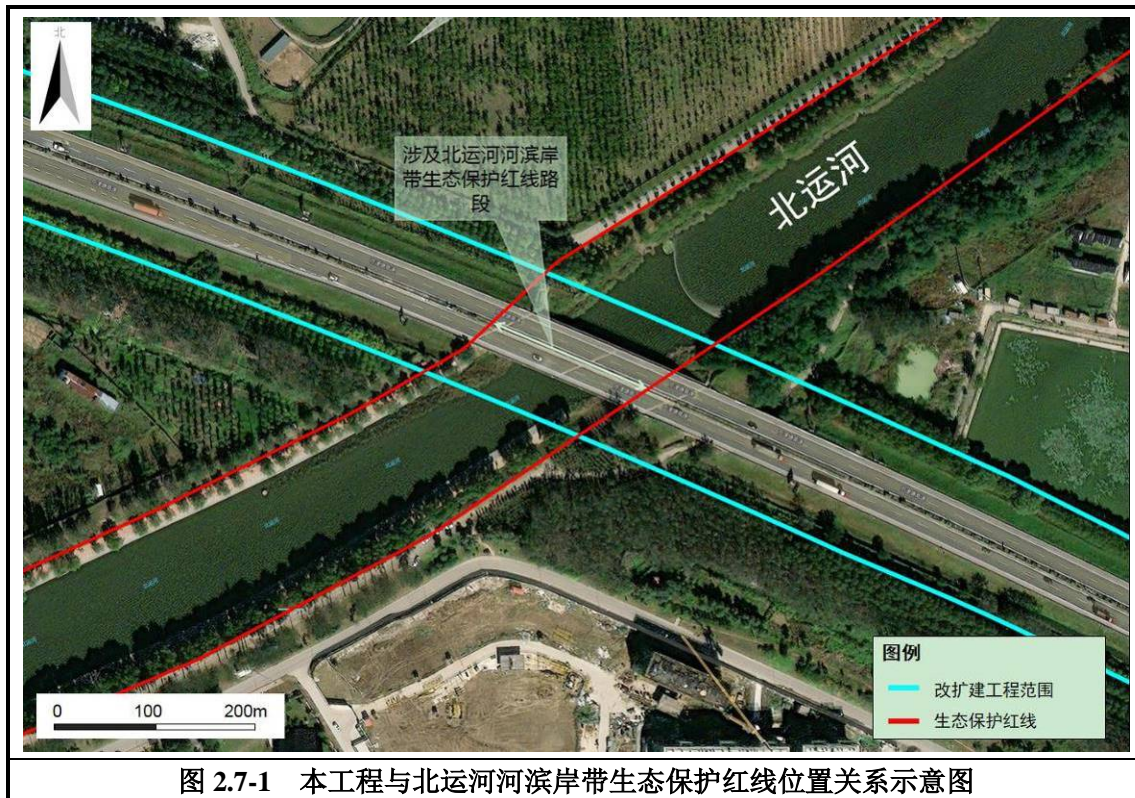 北
涉及北运河河滨岸
带生态保护红线路
段
北运河
图例
改扩建工程范围
生态保护红线
0 100 200m
图 2.7-1 本工程与北运河河滨岸带生态保护红线位置关系示意图